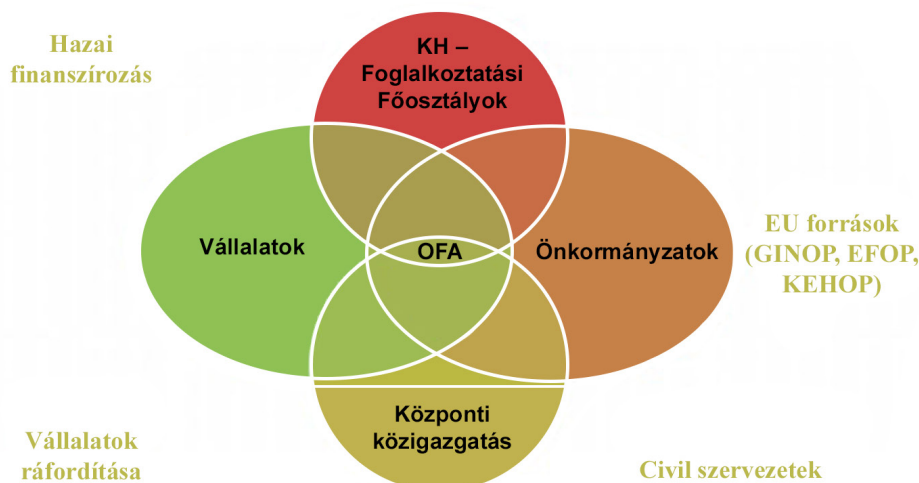 Hazai
finanszírozás
KH –
Foglalkoztatási
Főosztályok
Vállalatok
OFA
Önkormányzatok
EU források
(GINOP, EFOP,
KEHOP)
Központi
közigazgatás
Vállalatok
ráfordítása
Civil szervezetek